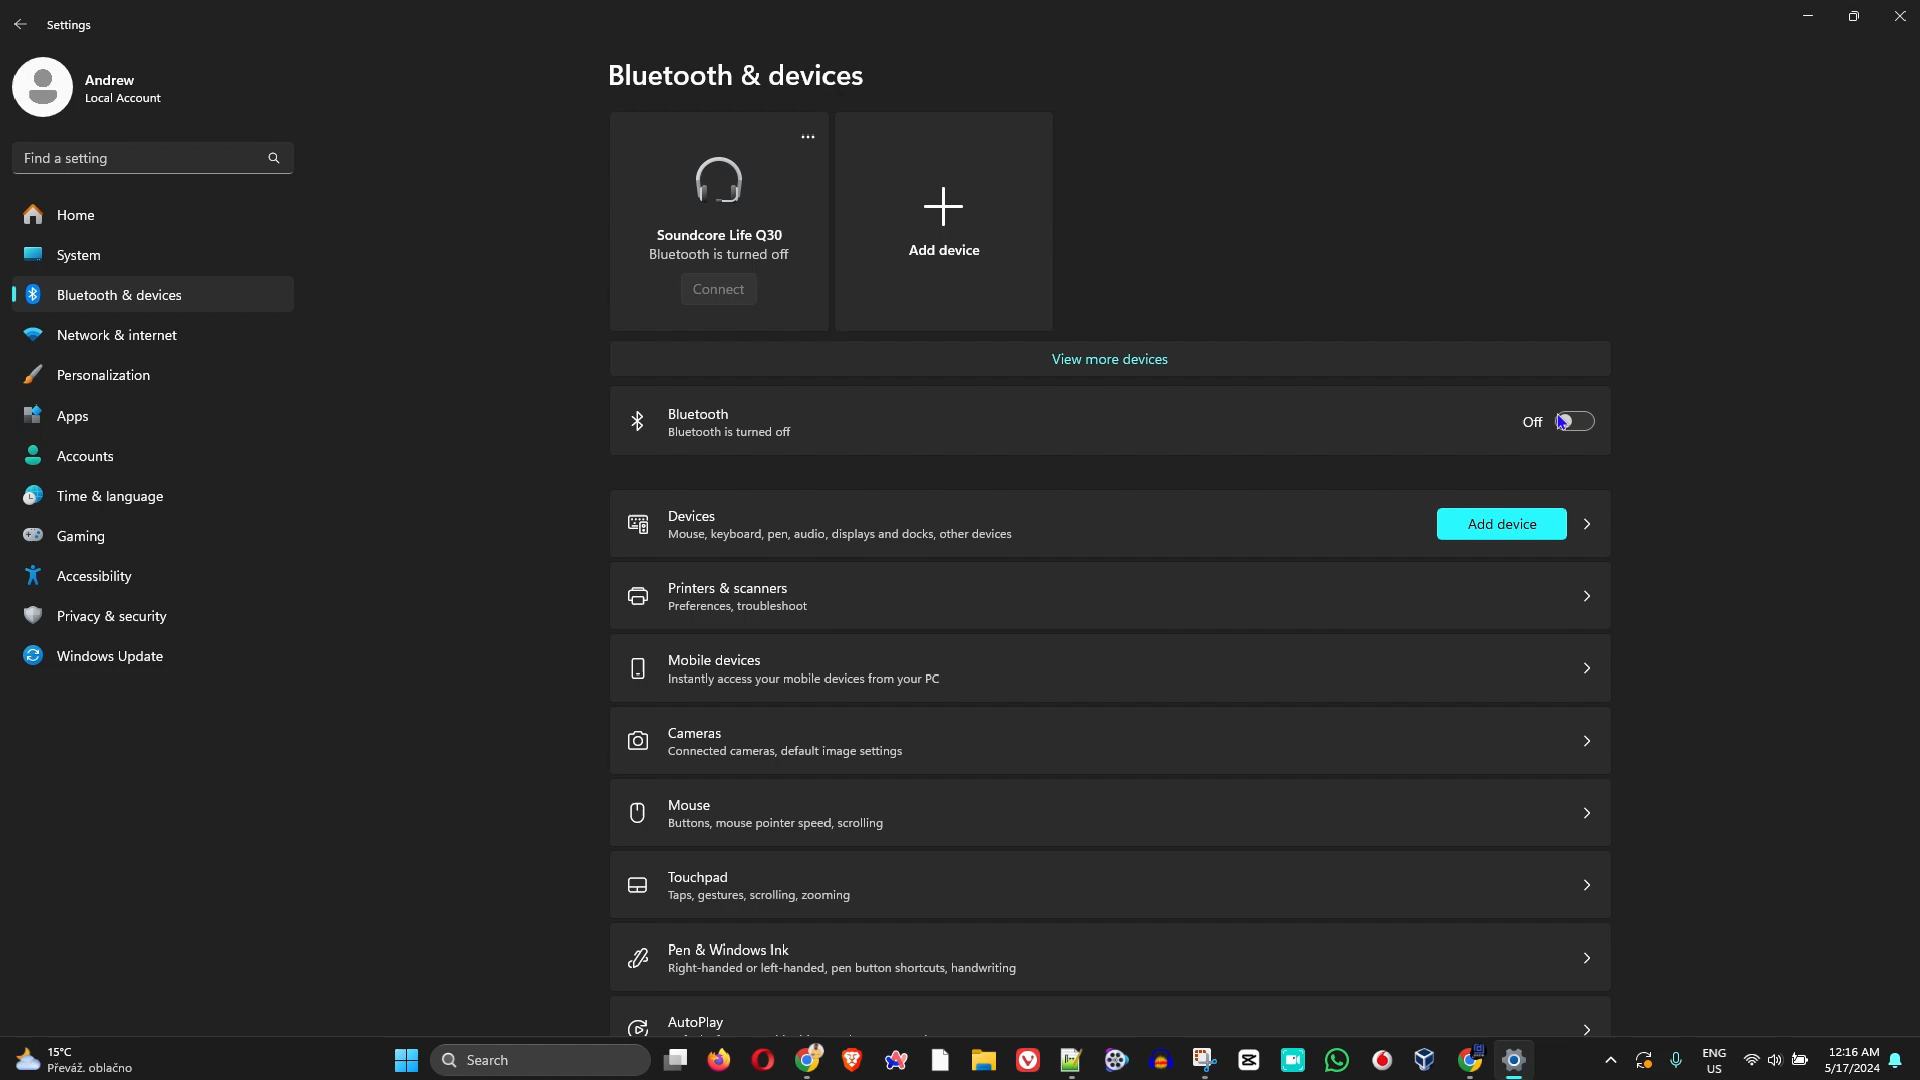 Settings
Andrew
Local Account
Find a setting
Home
System
Bluetooth & devices
Network & internet
Personalization
Apps
Accounts
Time & language
Gaming
Accessibility
Privacy & security
Windows Update
Bluetooth & devices
Soundcore Life Q30
Bluetooth is turned off
Connect
Add device
View more devices
Bluetooth
Bluetooth is turned off
Off
Devices
Mouse, keyboard, pen, audio, displays and docks, other devices
Add device
Printers & scanners
Preferences, troubleshoot
Mobile devices
Instantly access your mobile devices from your PC
Cameras
Connected cameras, default image settings
Mouse
Buttons, mouse pointer speed, scrolling
Touchpad
Taps, gestures, scrolling, zooming
Pen & Windows Ink
Right-handed or left-handed, pen button shortcuts, handwriting
AutoPlay
15°C
Převáž. oblačno
Search
ENG
US
12:16 AM
5/17/2024